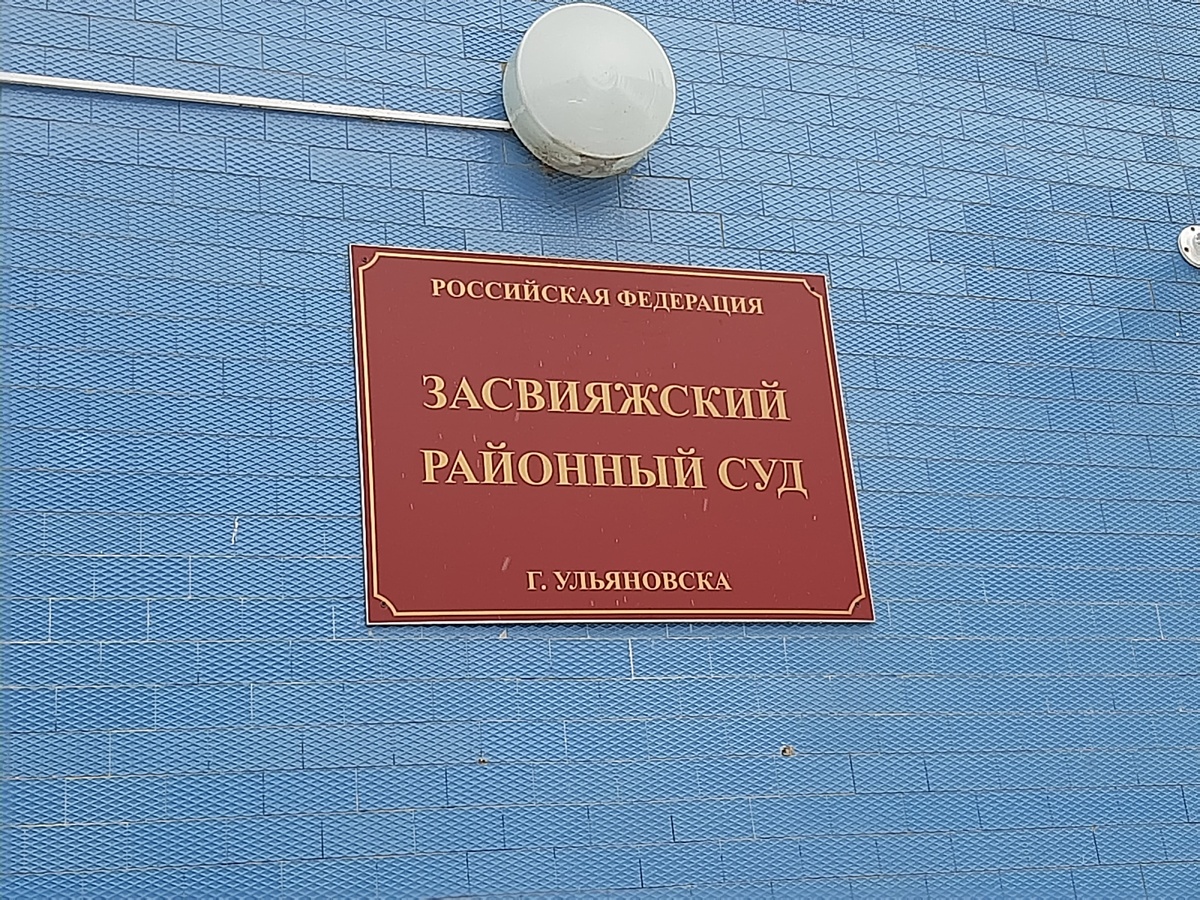 РОССИЙСКАЯ ФЕДЕРАЦИЯ
ЗАСВИЯЖСКИЙ
РАЙОННЫЙ СУД
Г. УЛЬЯНОВСКА